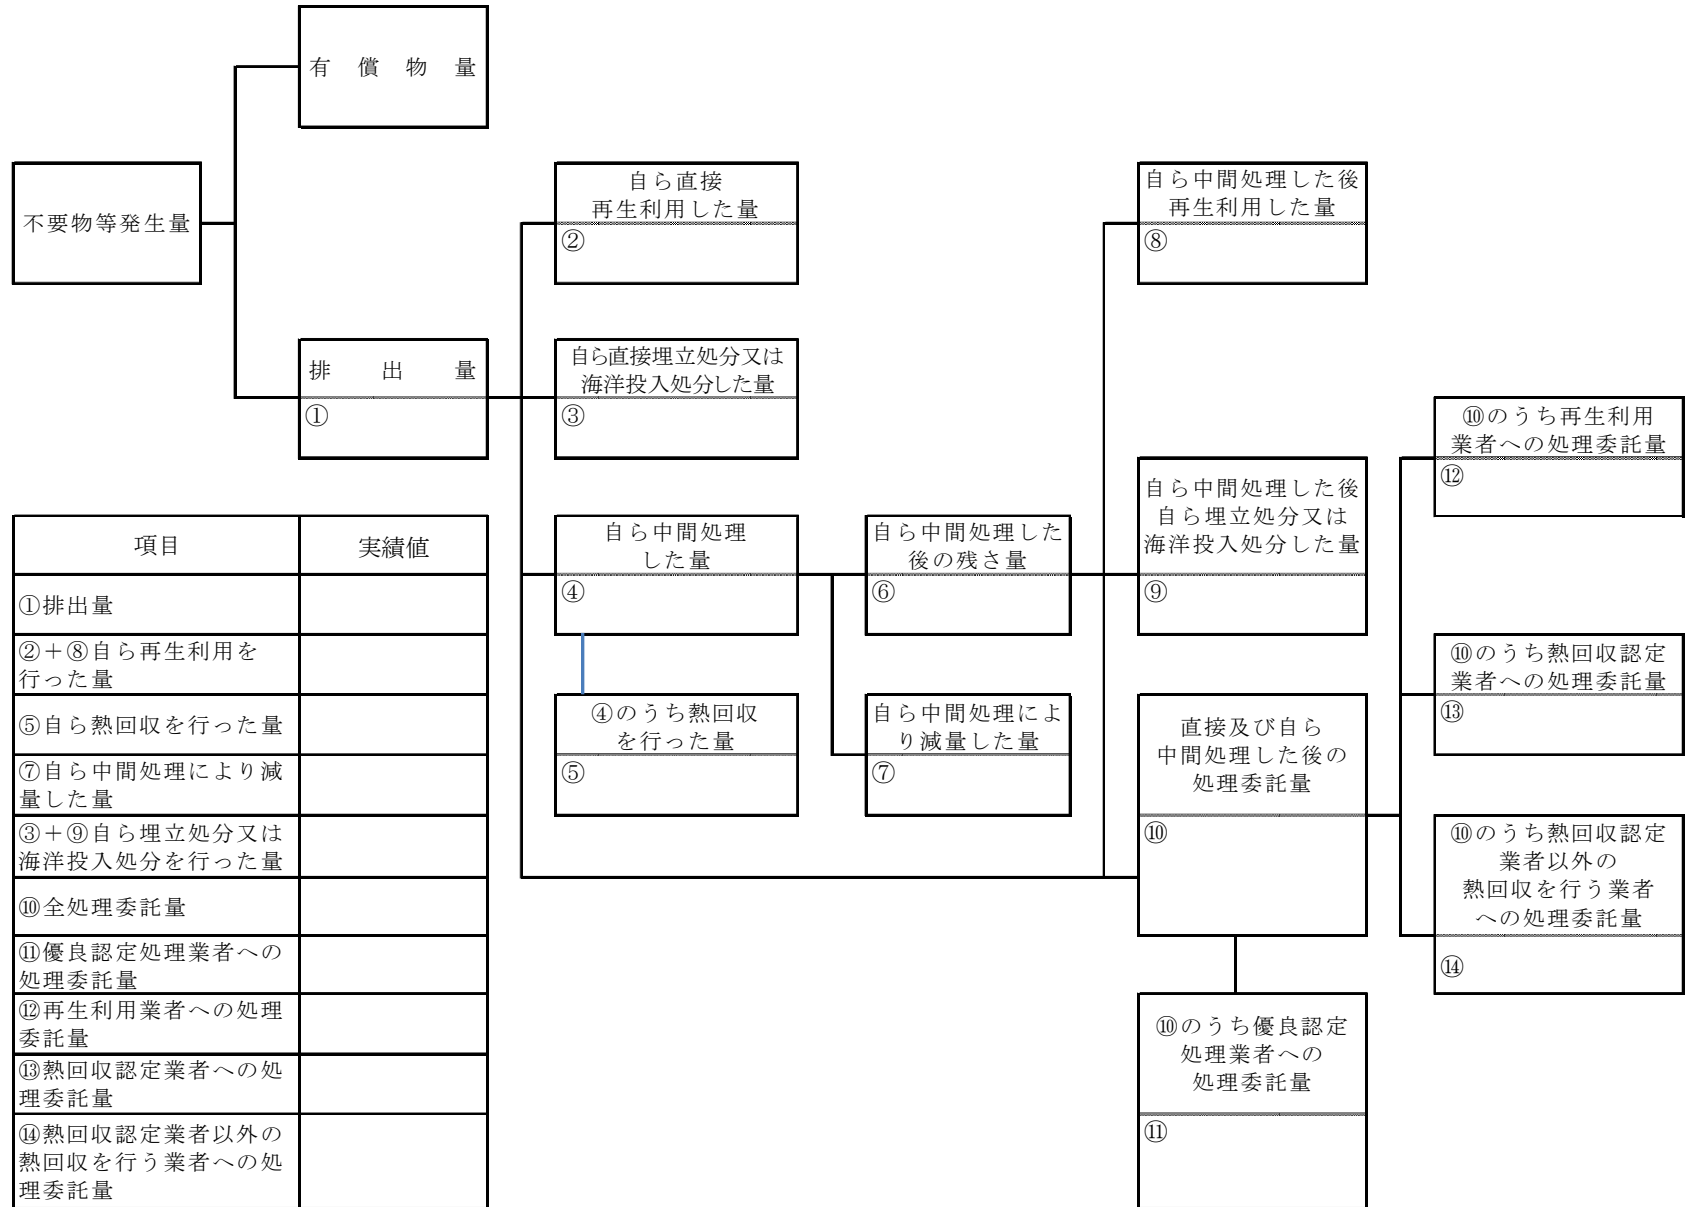 有償物量
不要物等発生量
排出量
①
自ら直接
再生利用した量
②
自ら直接埋立処分又は
海洋投入処分した量
③
自ら中間処理
した量
④
④のうち熱回収
を行った量
⑤
自ら中間処理した
後の残さ量
⑥
自ら中間処理によ
り減量した量
⑦
自ら中間処理した後
再生利用した量
⑧
自ら中間処理した後
自ら埋立処分又は
海洋投入処分した量
⑨
直接及び自ら
中間処理した後の
処理委託量
⑩
⑩のうち優良認定
処理業者への
処理委託量
⑪
⑩のうち再生利用
業者への処理委託量
⑫
⑩のうち熱回収認定
業者への処理委託量
⑬
⑩のうち熱回収認定
業者以外の
熱回収を行う業者
への処理委託量
⑭
項目 実績値
①排出量
②＋⑧自ら再生利用を
行った量
⑤自ら熱回収を行った量
⑦自ら中間処理により減
量した量
③＋⑨自ら埋立処分又は
海洋投入処分を行った量
⑩全処理委託量
⑪優良認定処理業者への
処理委託量
⑫再生利用業者への処理
委託量
⑬熱回収認定業者への処
理委託量
⑭熱回収認定業者以外の
熱回収を行う業者への処
理委託量